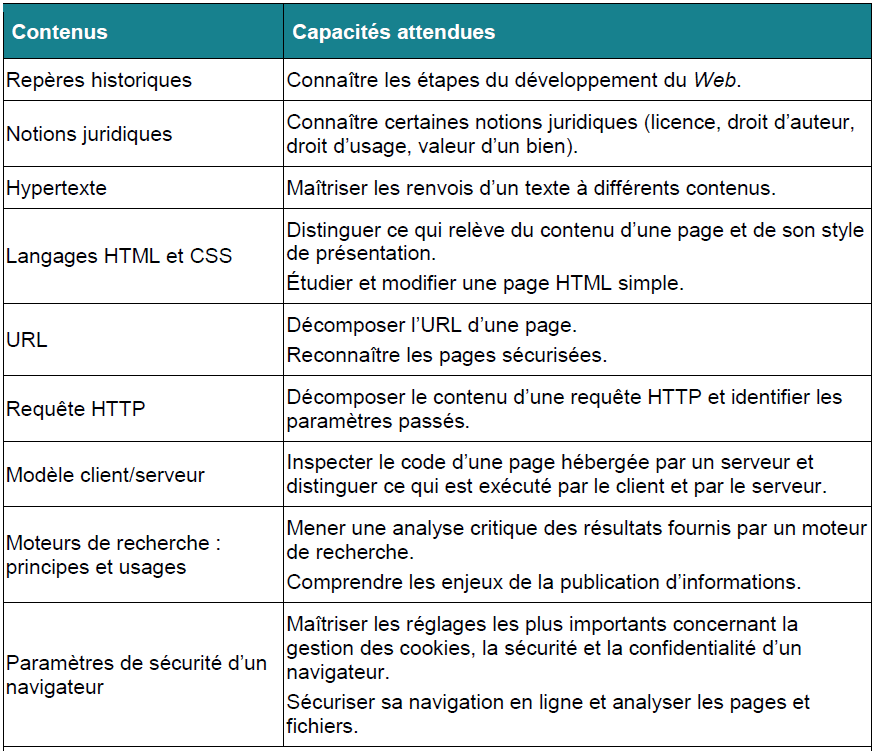 Contenus
Capacités attendues
Repères historiques
Connaître les étapes du développement du Web.
Notions juridiques
Connaître certaines notions juridiques (licence, droit d’auteur,
droit d’usage, valeur d’un bien).
Hypertexte
Maîtriser les renvois d’un texte à différents contenus.
Langages HTML et CSS
Distinguer ce qui relève du contenu d’une page et de son style
de présentation.
Étudier et modifier une page HTML simple.
URL
Décomposer l’URL d’une page.
Reconnaître les pages sécurisées.
Requête HTTP
Décomposer le contenu d’une requête HTTP et identifier les
paramètres passés.
Modèle client/serveur
Inspecter le code d’une page hébergée par un serveur et
distinguer ce qui est exécuté par le client et par le serveur.
Moteurs de recherche :
principes et usages
Mener une analyse critique des résultats fournis par un moteur
de recherche.
Comprendre les enjeux de la publication d’informations.
Paramètres de sécurité d’un
navigateur
Maîtriser les réglages les plus importants concernant la
gestion des cookies, la sécurité et la confidentialité d’un
navigateur.
Sécuriser sa navigation en ligne et analyser les pages et
fichiers.